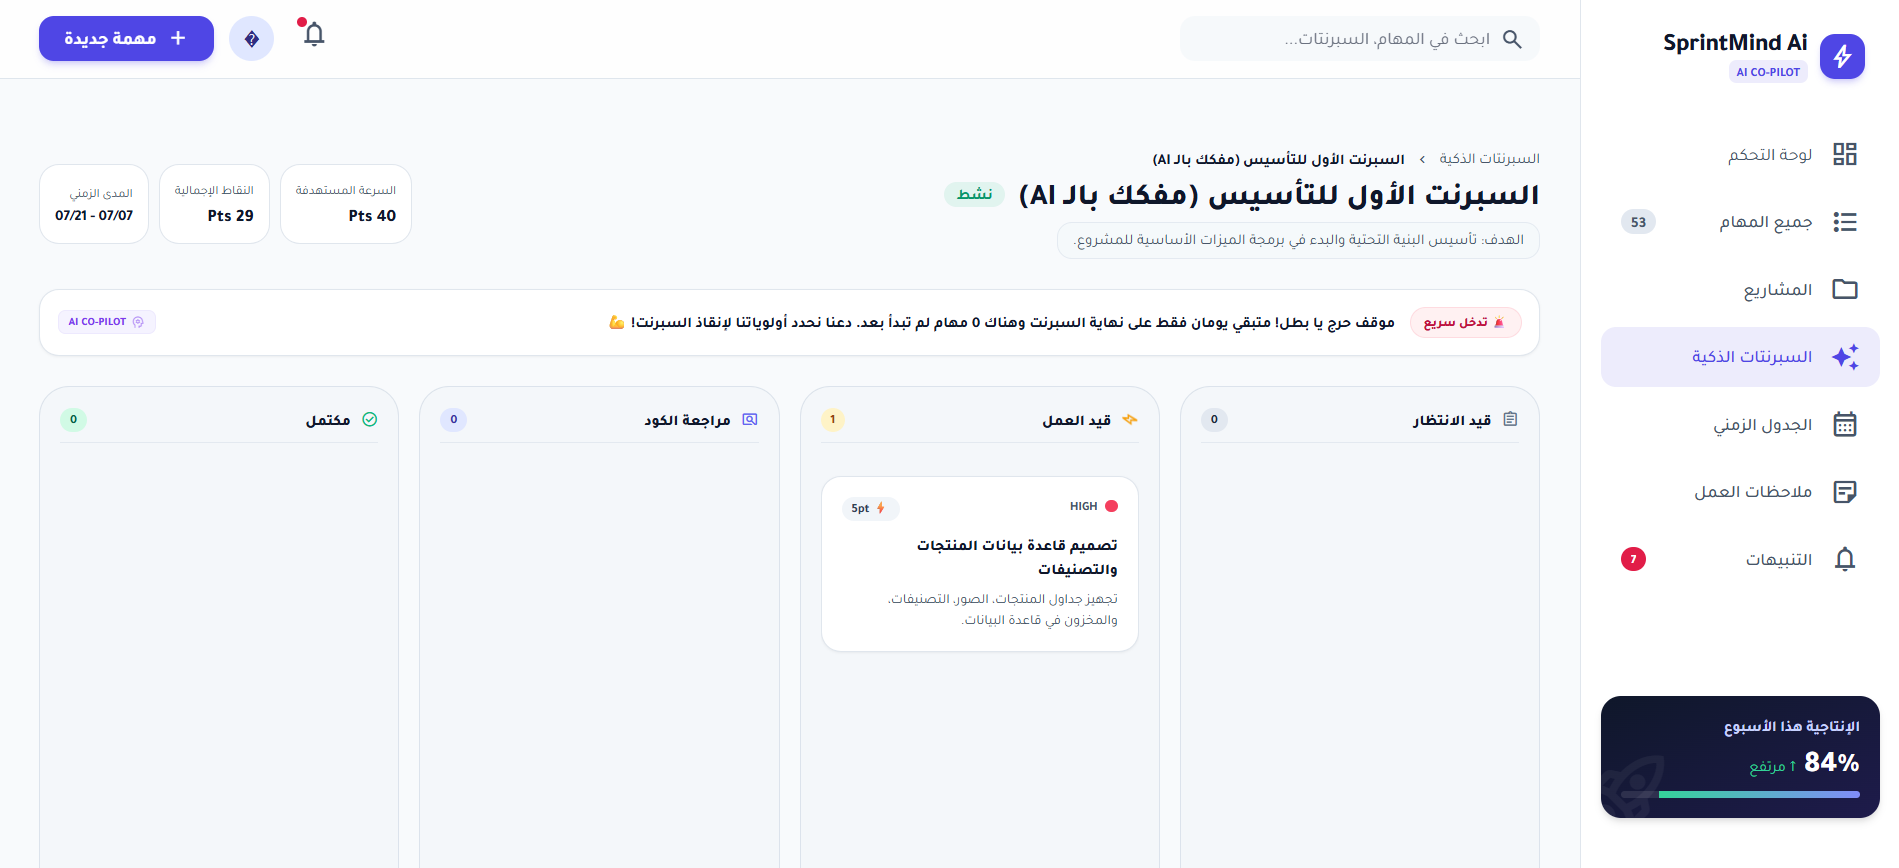 SprintMind Ai
AI CO-PILOT
لوحة التحكم
جميع المهام 53
المشاريع
السبرنتات الذكية
الجدول الزمني
ملاحظات العمل
التنبيهات 7
الإنتاجية هذا الأسبوع
84% ↑ مرتفع
ابحث في المهام، السبرنتات...
+ مهمة جديدة
السبرنتات الذكية › السبرنت الأول للتأسيس (مفكك بالـ AI)
السبرنت الأول للتأسيس (مفكك بالـ AI) نشط
الهدف: تأسيس البنية التحتية والبدء في برمجة الميزات الأساسية للمشروع.
السرعة المستهدفة
40 Pts
النقاط الإجمالية
29 Pts
المدى الزمني
07/07 - 07/21
🚨 تدخل سريع موقف حرج يا بطل! متبقي يومان فقط على نهاية السبرنت وهناك 0 مهام لم تبدأ بعد. دعنا نحدد أولوياتنا لإنقاذ السبرنت! 💪 AI CO-PILOT
قيد الانتظار 0
قيد العمل 1
HIGH 5pt
تصميم قاعدة بيانات المنتجات
والتصنيفات
تجهيز جداول المنتجات، الصور، التصنيفات،
والمخزون في قاعدة البيانات.
مراجعة الكود 0
مكتمل 0